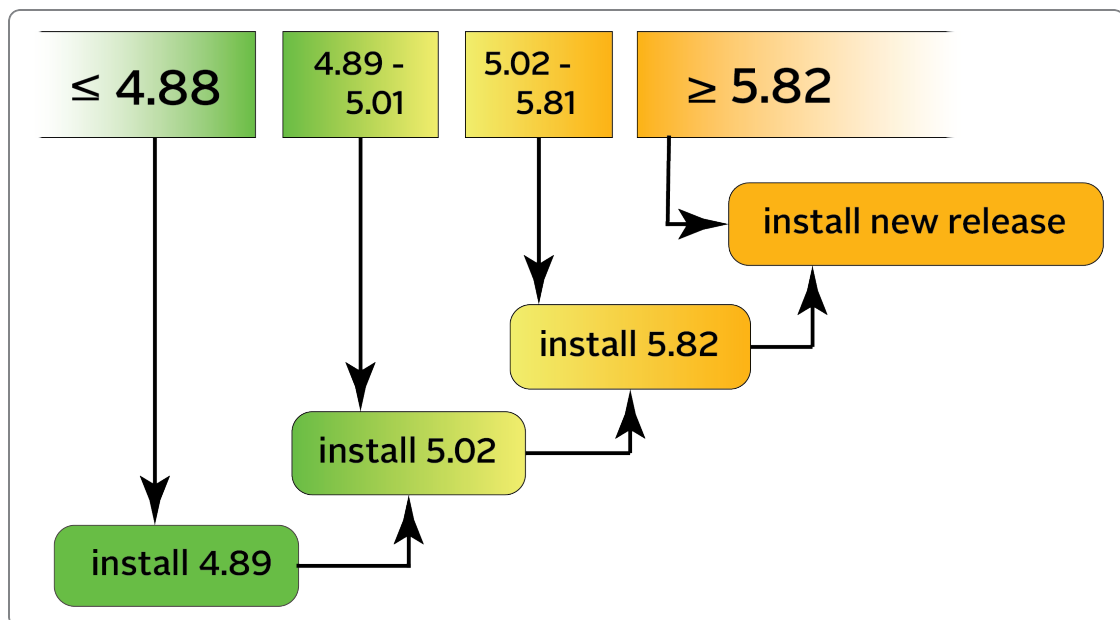 ≤ 4.88
4.89 -
5.01
5.02 -
5.81
≥ 5.82
install new release
install 5.82
install 5.02
install 4.89